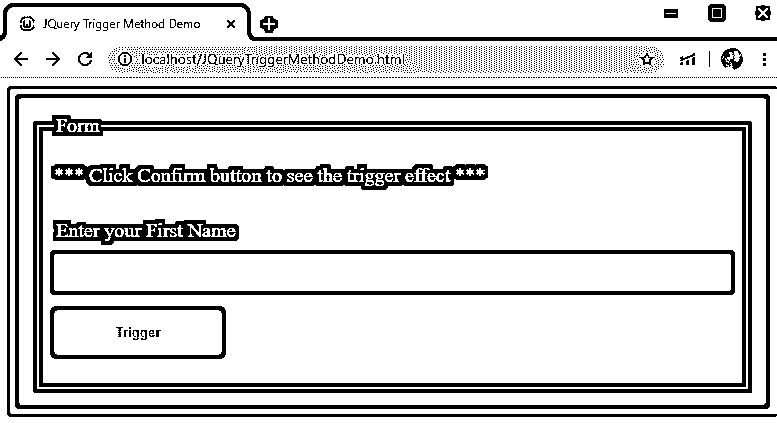 JQuery Trigger Method Demo
localhost/JQueryTriggerMethodDemo.html
Form
*** Click Confirm button to see the trigger effect ***
Enter your First Name
Trigger